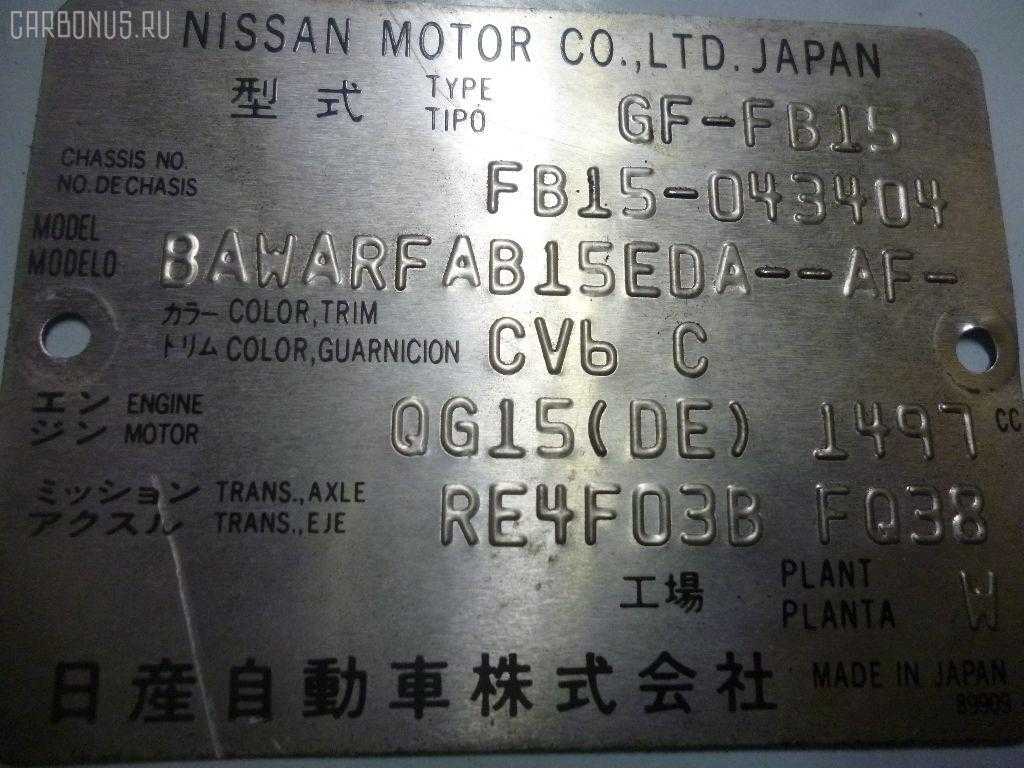 CARBONUS.RU
NISSAN MOTOR CO.,LTD. JAPAN
型式 TYPE GF-FB15
TIPO
CHASSIS NO. FB15-043404
NO. DE CHASIS
MODEL BAWARFAB15EDA--AF-
MODELO
カラー COLOR,TRIM CV6 C
トリム COLOR,GUARNICION
エン ENGINE QG15(DE) 1497 CC
ジン MOTOR
ミッション TRANS.,AXLE RE4F03B FQ38
アクスル TRANS.,EJE
工場 PLANT W
PLANTA
日産自動車株式会社 MADE IN JAPAN
89909